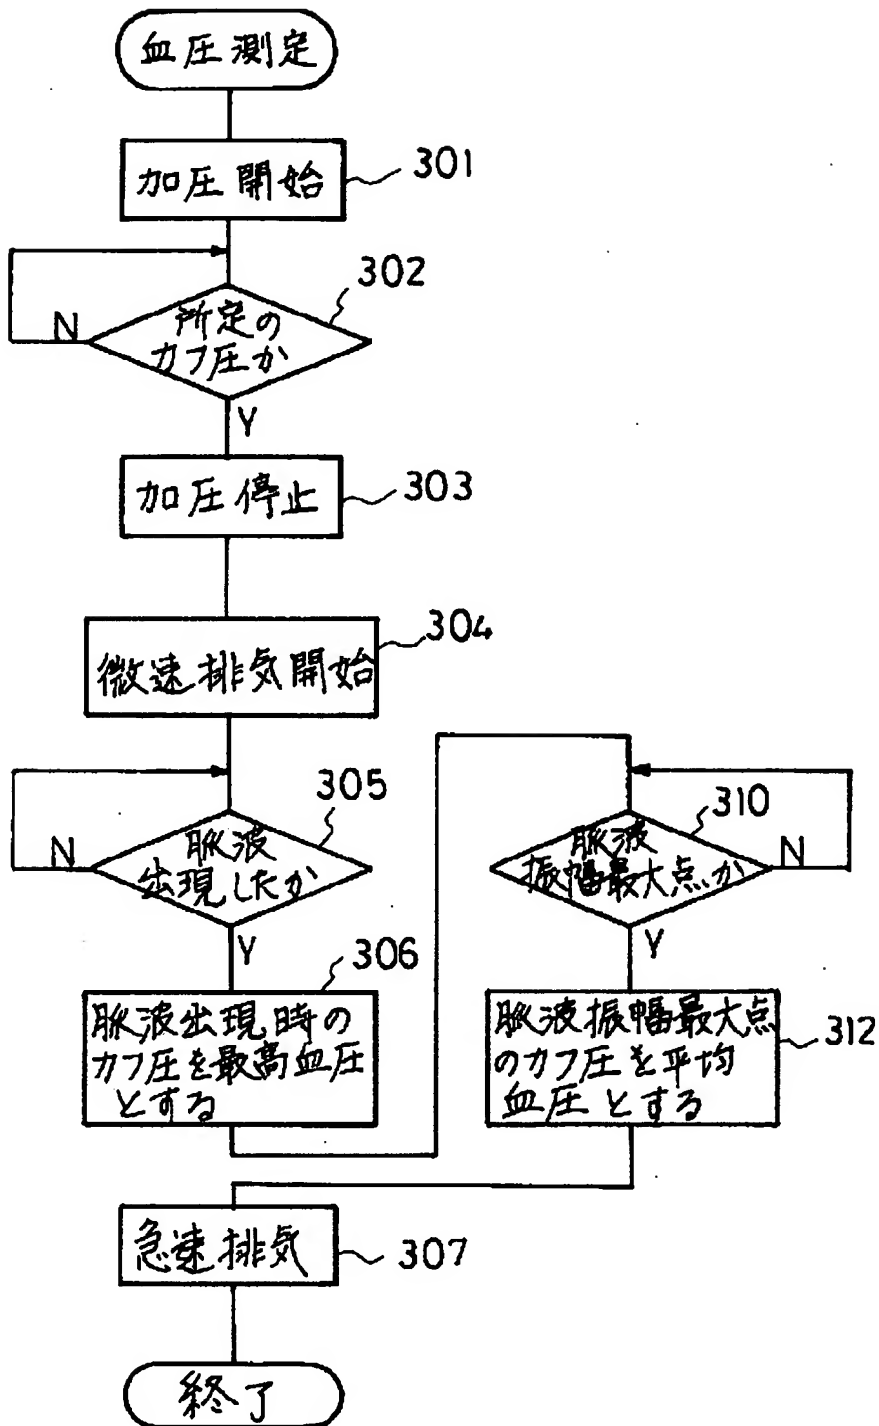 血圧測定
加圧開始
301
302
所定の
カフ圧か
N
Y
加圧停止
303
微速排気開始
304
305
脈波
出現したか
N
Y
脈波出現時の
カフ圧を最高血圧
とする
306
310
脈波
振幅最大点か
N
Y
脈波振幅最大点
のカフ圧を平均
血圧とする
312
急速排気
307
終了